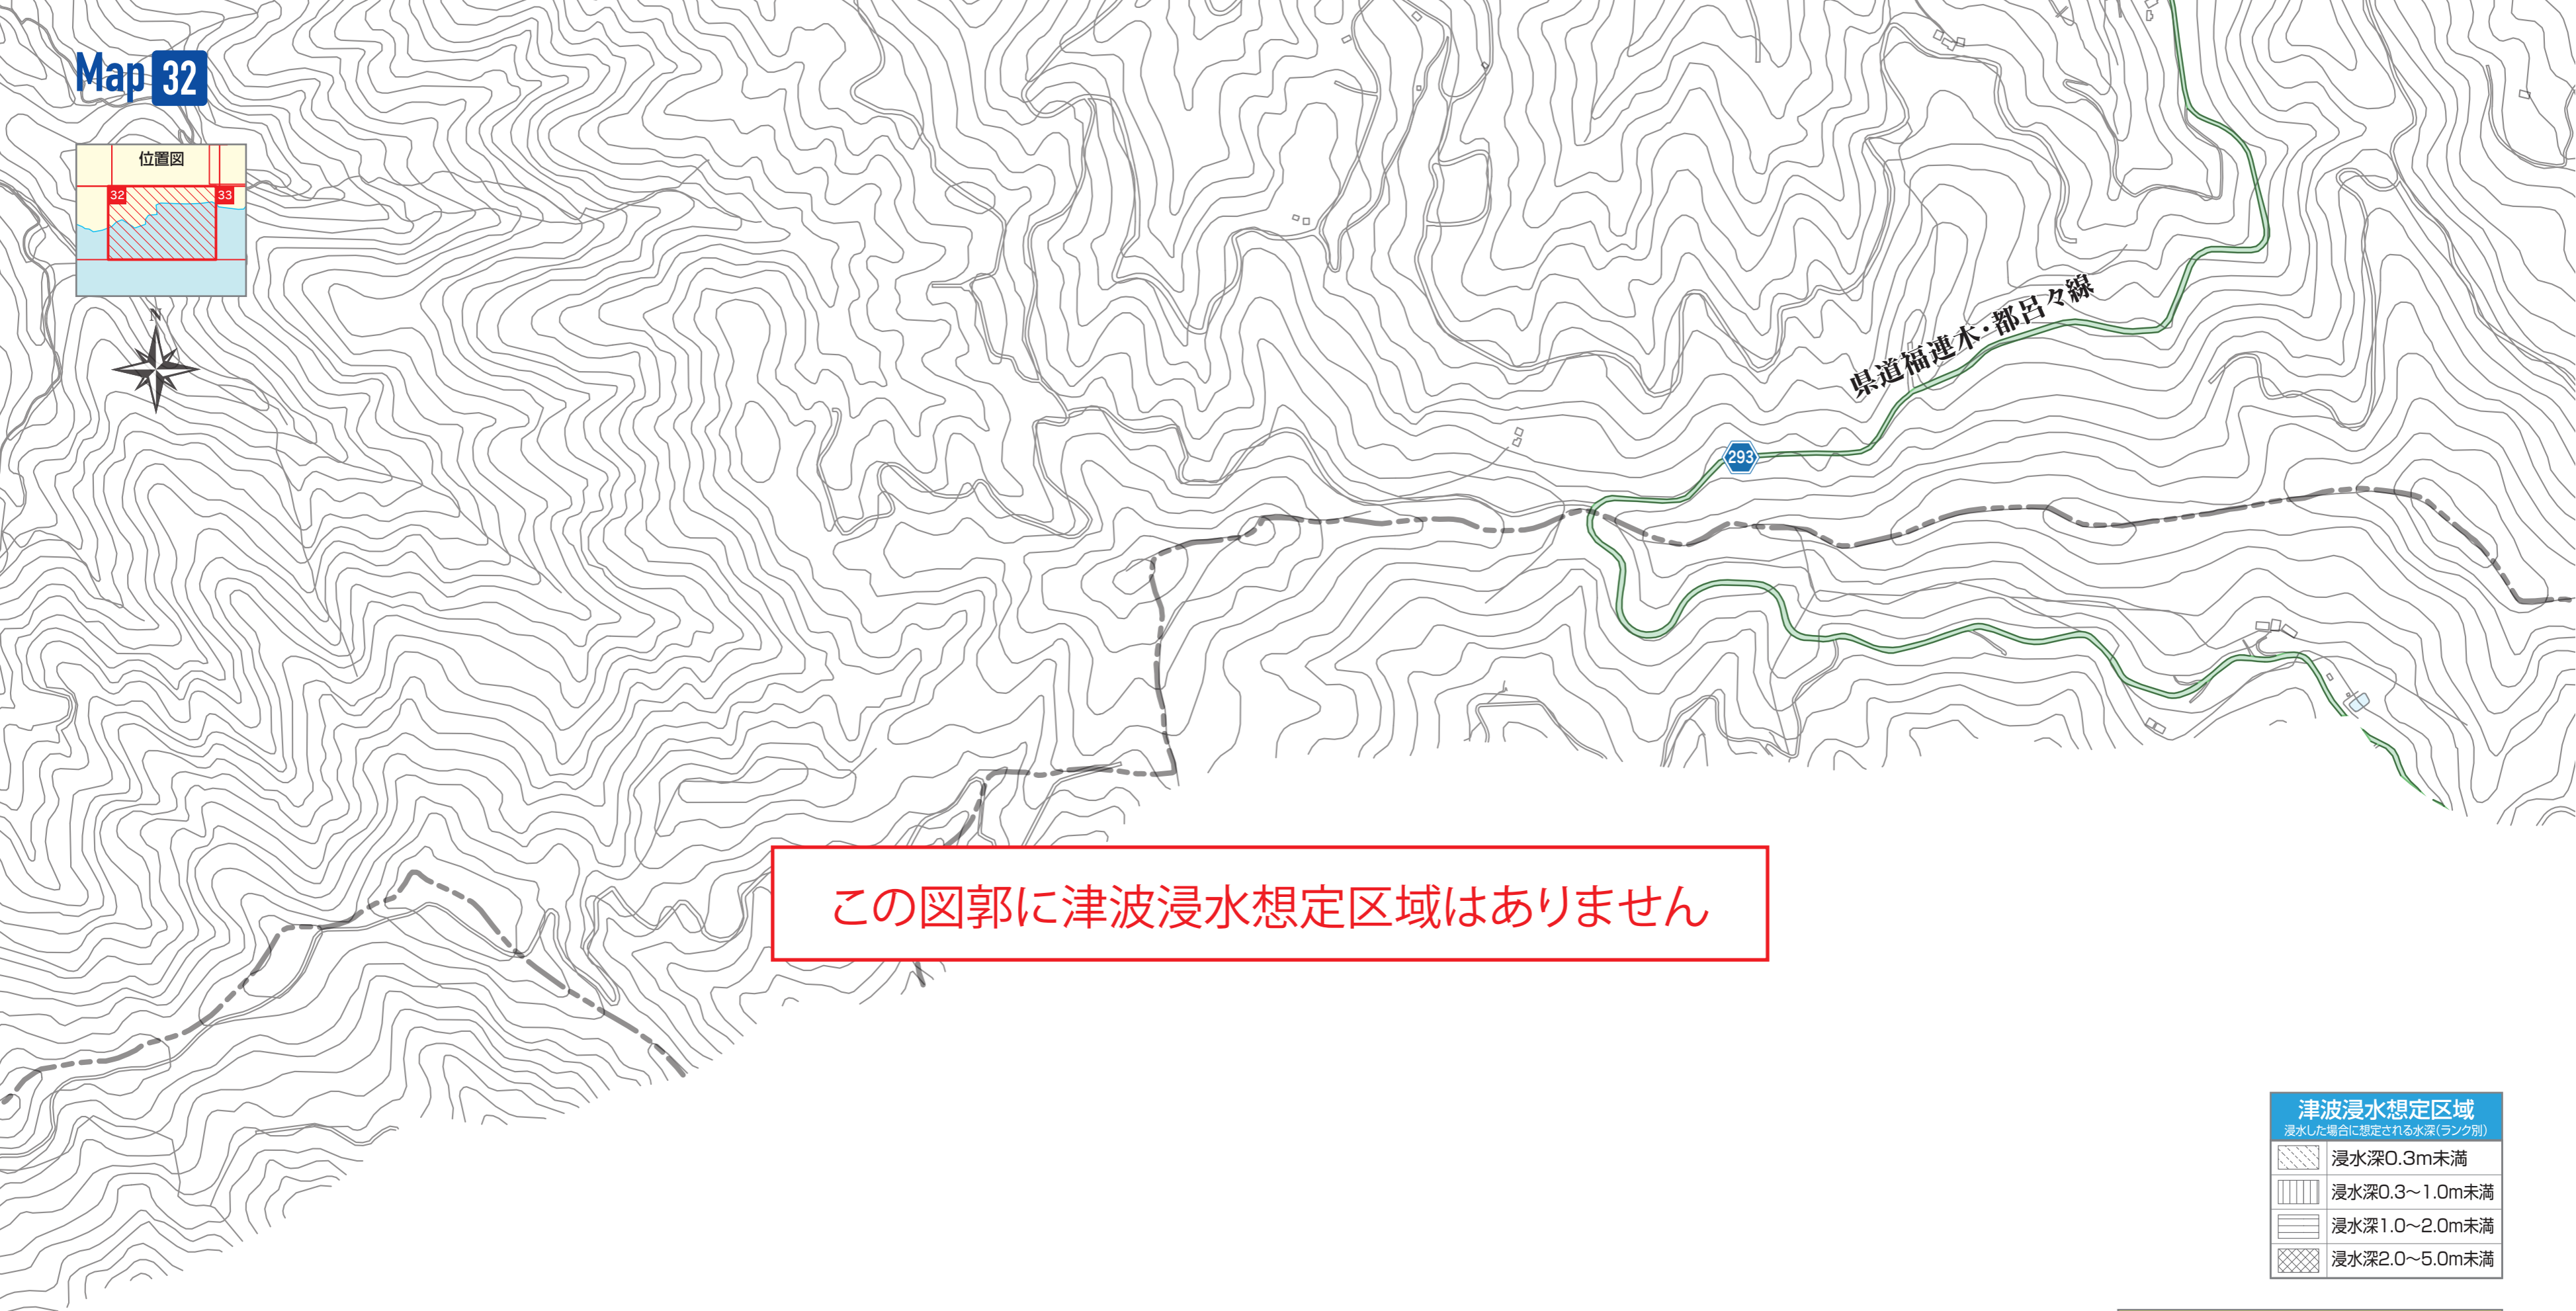 Map 32
位置図
32
33
N
県道福連木・都呂々線
293
この図郭に津波浸水想定区域はありません
津波浸水想定区域
浸水した場合に想定される水深(ランク別)
浸水深0.3m未満
浸水深0.3〜1.0m未満
浸水深1.0〜2.0m未満
浸水深2.0〜5.0m未満